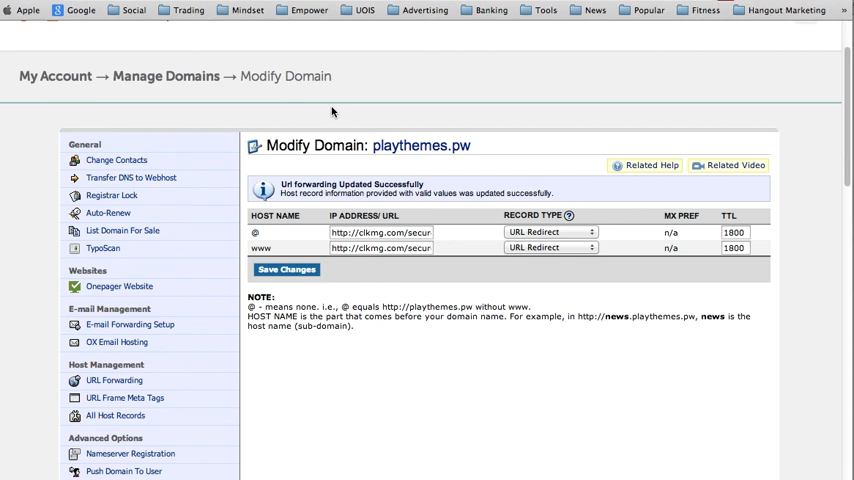 Apple Google Social Trading Mindset Empower UOIS Advertising Banking Tools News Popular Fitness Hangout Marketing »
My Account → Manage Domains → Modify Domain
General
Change Contacts
Transfer DNS to Webhost
Registrar Lock
Auto-Renew
List Domain For Sale
TypoScan
Websites
Onepager Website
E-mail Management
E-mail Forwarding Setup
OX Email Hosting
Host Management
URL Forwarding
URL Frame Meta Tags
All Host Records
Advanced Options
Nameserver Registration
Push Domain To User
Modify Domain: playthemes.pw
Related Help Related Video
Url forwarding Updated Successfully
Host record information provided with valid values was updated successfully.
HOST NAME IP ADDRESS/ URL RECORD TYPE MX PREF TTL
@ http://clkmg.com/secur URL Redirect n/a 1800
www http://clkmg.com/secur URL Redirect n/a 1800
Save Changes
NOTE:
@ - means none. i.e., @ equals http://playthemes.pw without www.
HOST NAME is the part that comes before your domain name. For example, in http://news.playthemes.pw, news is the
host name (sub-domain).